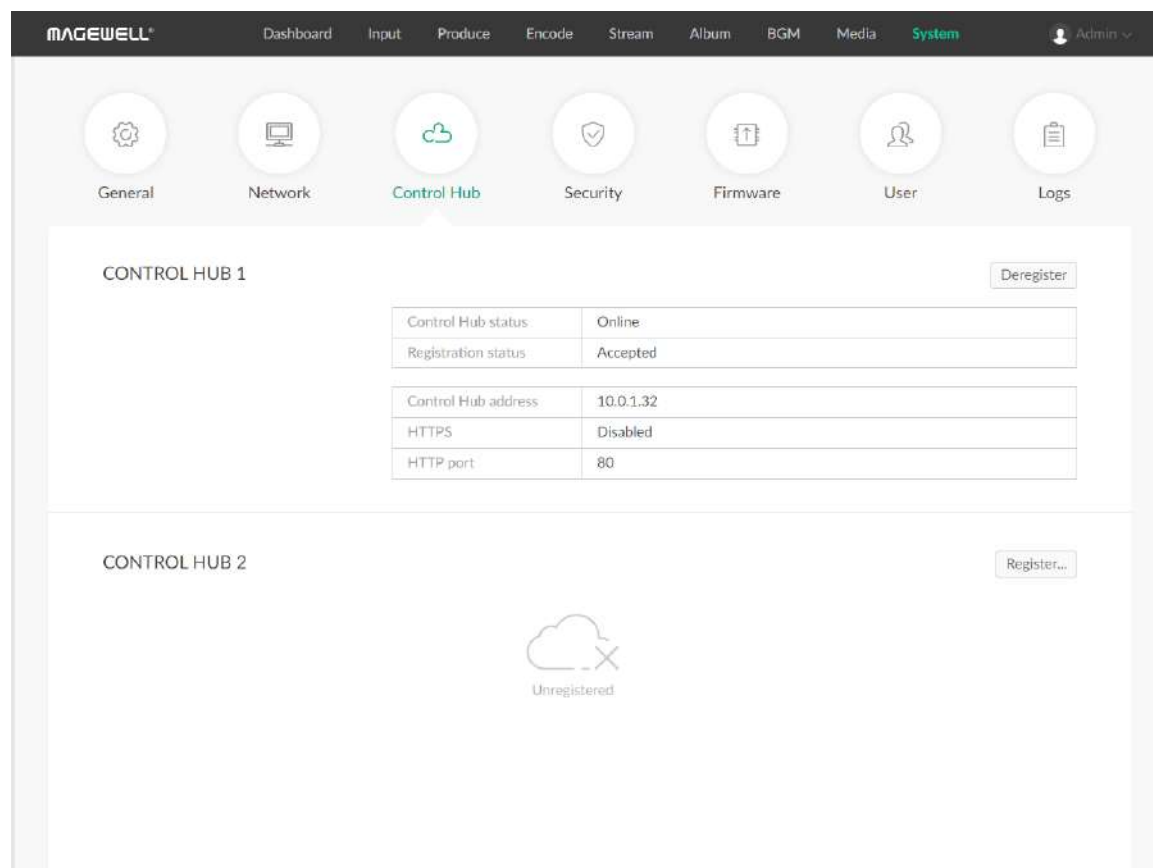 MAGEWELL® Dashboard Input Produce Encode Stream Album BGM Media System Admin
General Network Control Hub Security Firmware User Logs
CONTROL HUB 1 Deregister
Control Hub status Online
Registration status Accepted
Control Hub address 10.0.1.32
HTTPS Disabled
HTTP port 80
CONTROL HUB 2 Register...
Unregistered